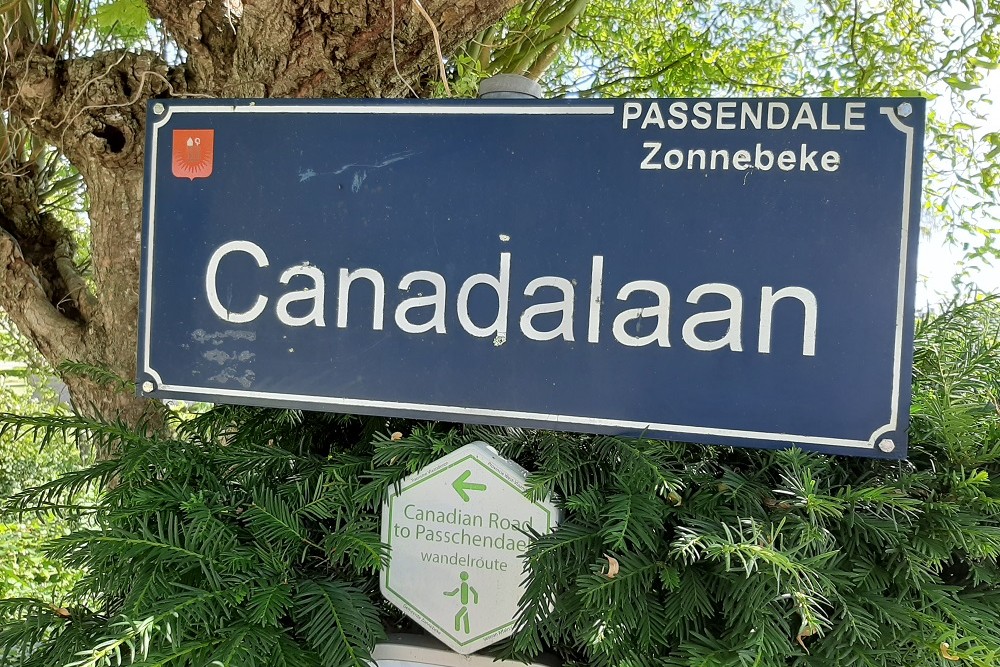 PASSENDALE
Zonnebeke
Canadalaan
Canadian Road
to Passchendae
wandelroute